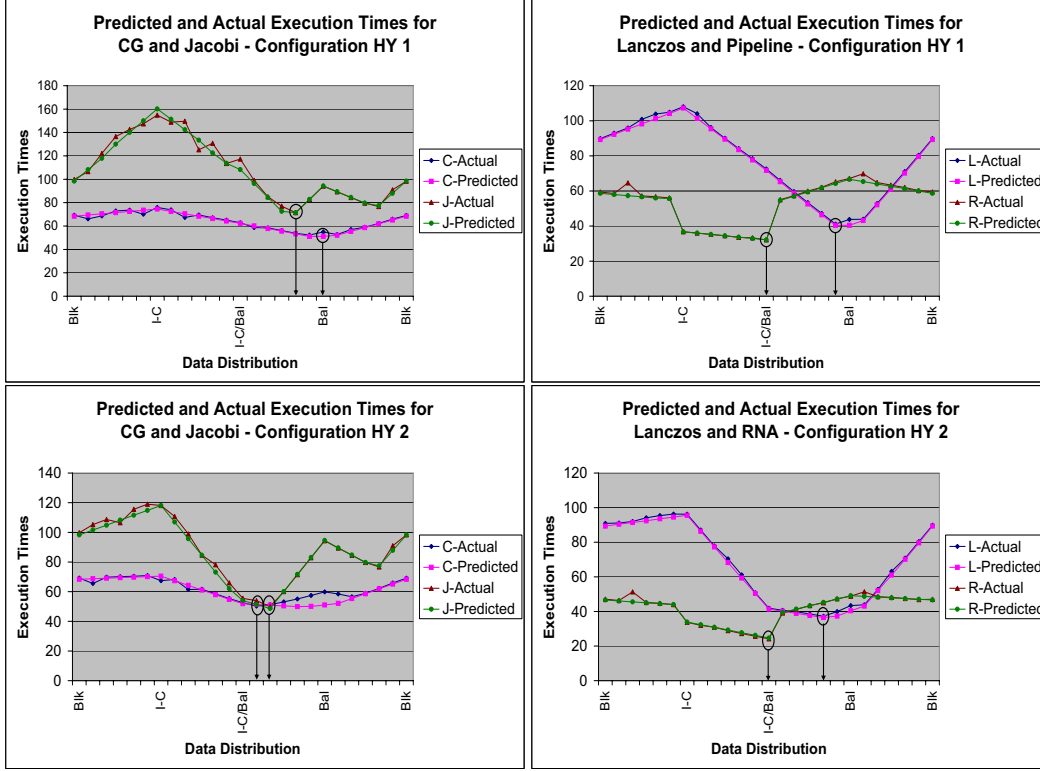 Predicted and Actual Execution Times for
CG and Jacobi - Configuration HY 1
Execution Times
180
160
140
120
100
80
60
40
20
0
Blk
I-C
I-C/Bal
Bal
Blk
Data Distribution
C-Actual
C-Predicted
J-Actual
J-Predicted
Predicted and Actual Execution Times for
Lanczos and Pipeline - Configuration HY 1
Execution Times
120
100
80
60
40
20
0
Blk
I-C
I-C/Bal
Bal
Blk
Data Distribution
L-Actual
L-Predicted
R-Actual
R-Predicted
Predicted and Actual Execution Times for
CG and Jacobi - Configuration HY 2
Execution Times
140
120
100
80
60
40
20
0
Blk
I-C
I-C/Bal
Bal
Blk
Data Distribution
C-Actual
C-Predicted
J-Actual
J-Predicted
Predicted and Actual Execution Times for
Lanczos and RNA - Configuration HY 2
Execution Times
120
100
80
60
40
20
0
Blk
I-C
I-C/Bal
Bal
Blk
Data Distribution
L-Actual
L-Predicted
R-Actual
R-Predicted